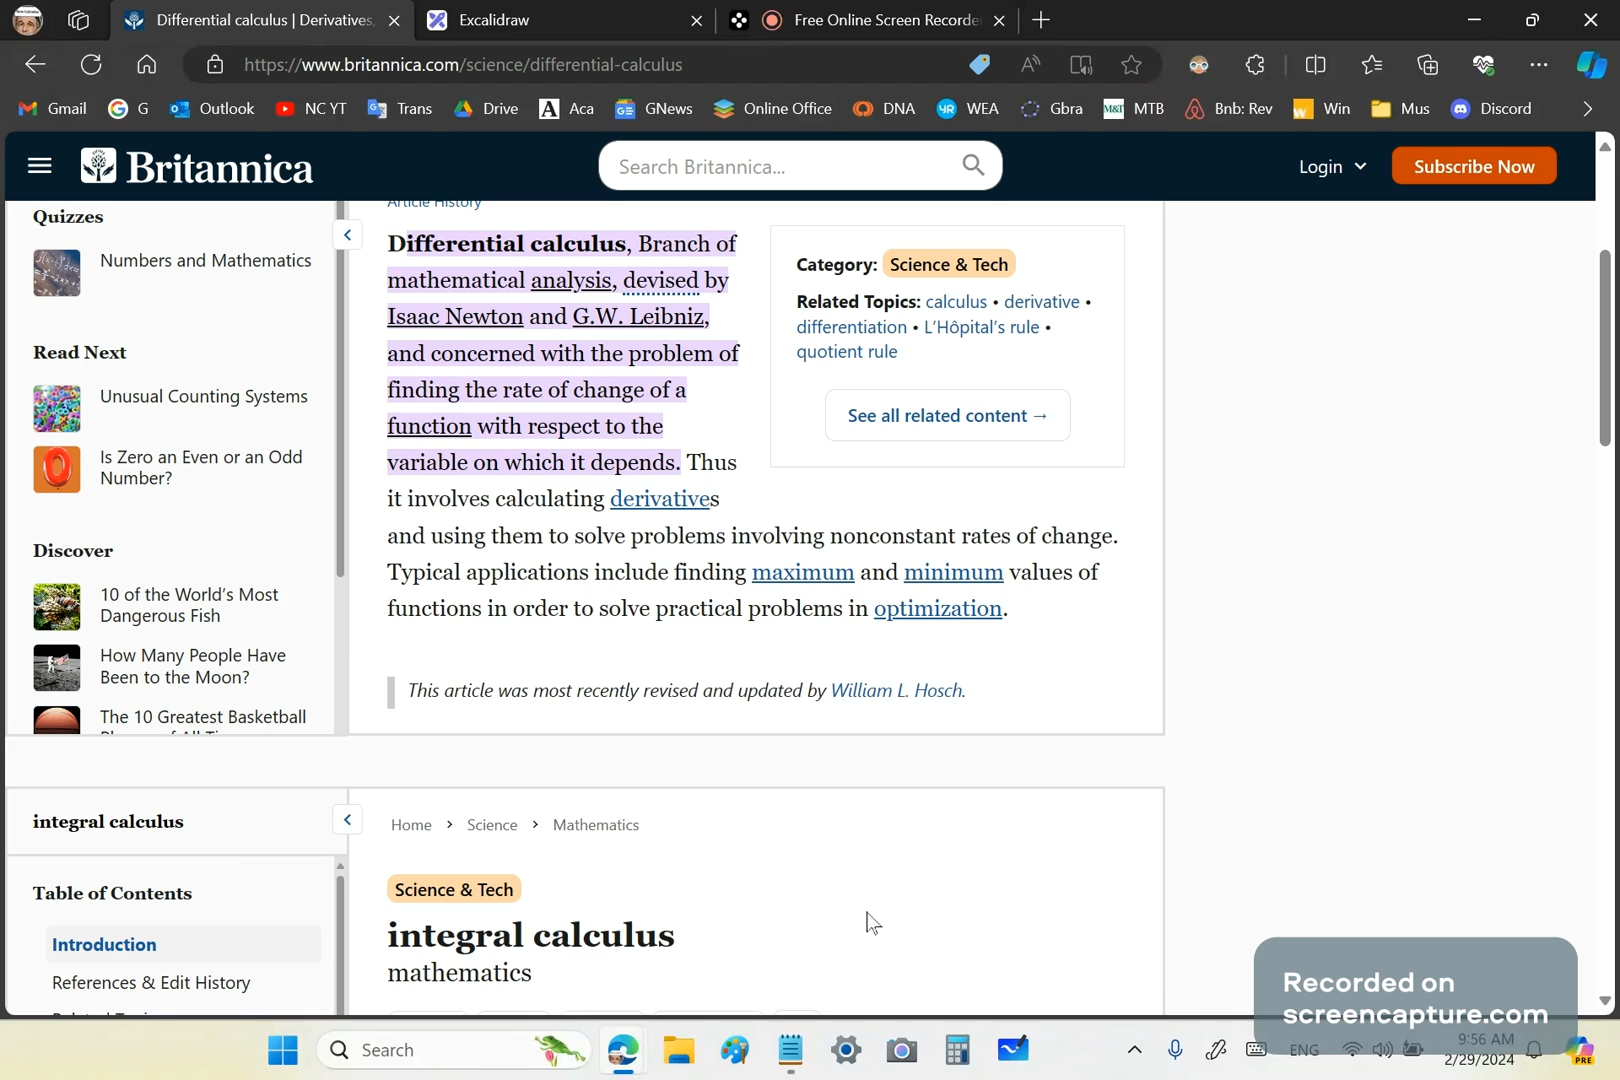 Differential calculus | Derivatives,
Excalidraw
Free Online Screen Recorde
https://www.britannica.com/science/differential-calculus
Gmail
G
Outlook
NC YT
Trans
Drive
Aca
GNews
Online Office
DNA
WEA
Gbra
MTB
Bnb: Rev
Win
Mus
Discord
Britannica
Search Britannica...
Login
Subscribe Now
Quizzes
Numbers and Mathematics
Read Next
Unusual Counting Systems
Is Zero an Even or an Odd
Number?
Discover
10 of the World's Most
Dangerous Fish
How Many People Have
Been to the Moon?
The 10 Greatest Basketball
Article History
Differential calculus, Branch of
mathematical analysis, devised by
Isaac Newton and G.W. Leibniz,
and concerned with the problem of
finding the rate of change of a
function with respect to the
variable on which it depends. Thus
it involves calculating derivatives
and using them to solve problems involving nonconstant rates of change.
Typical applications include finding maximum and minimum values of
functions in order to solve practical problems in optimization.
Category: Science & Tech
Related Topics: calculus • derivative •
differentiation • L'Hôpital's rule •
quotient rule
See all related content →
This article was most recently revised and updated by William L. Hosch.
integral calculus
Table of Contents
Introduction
References & Edit History
Home > Science > Mathematics
Science & Tech
integral calculus
mathematics
Recorded on
screencapture.com
Search
ENG
9:56 AM
2/29/2024
PRE